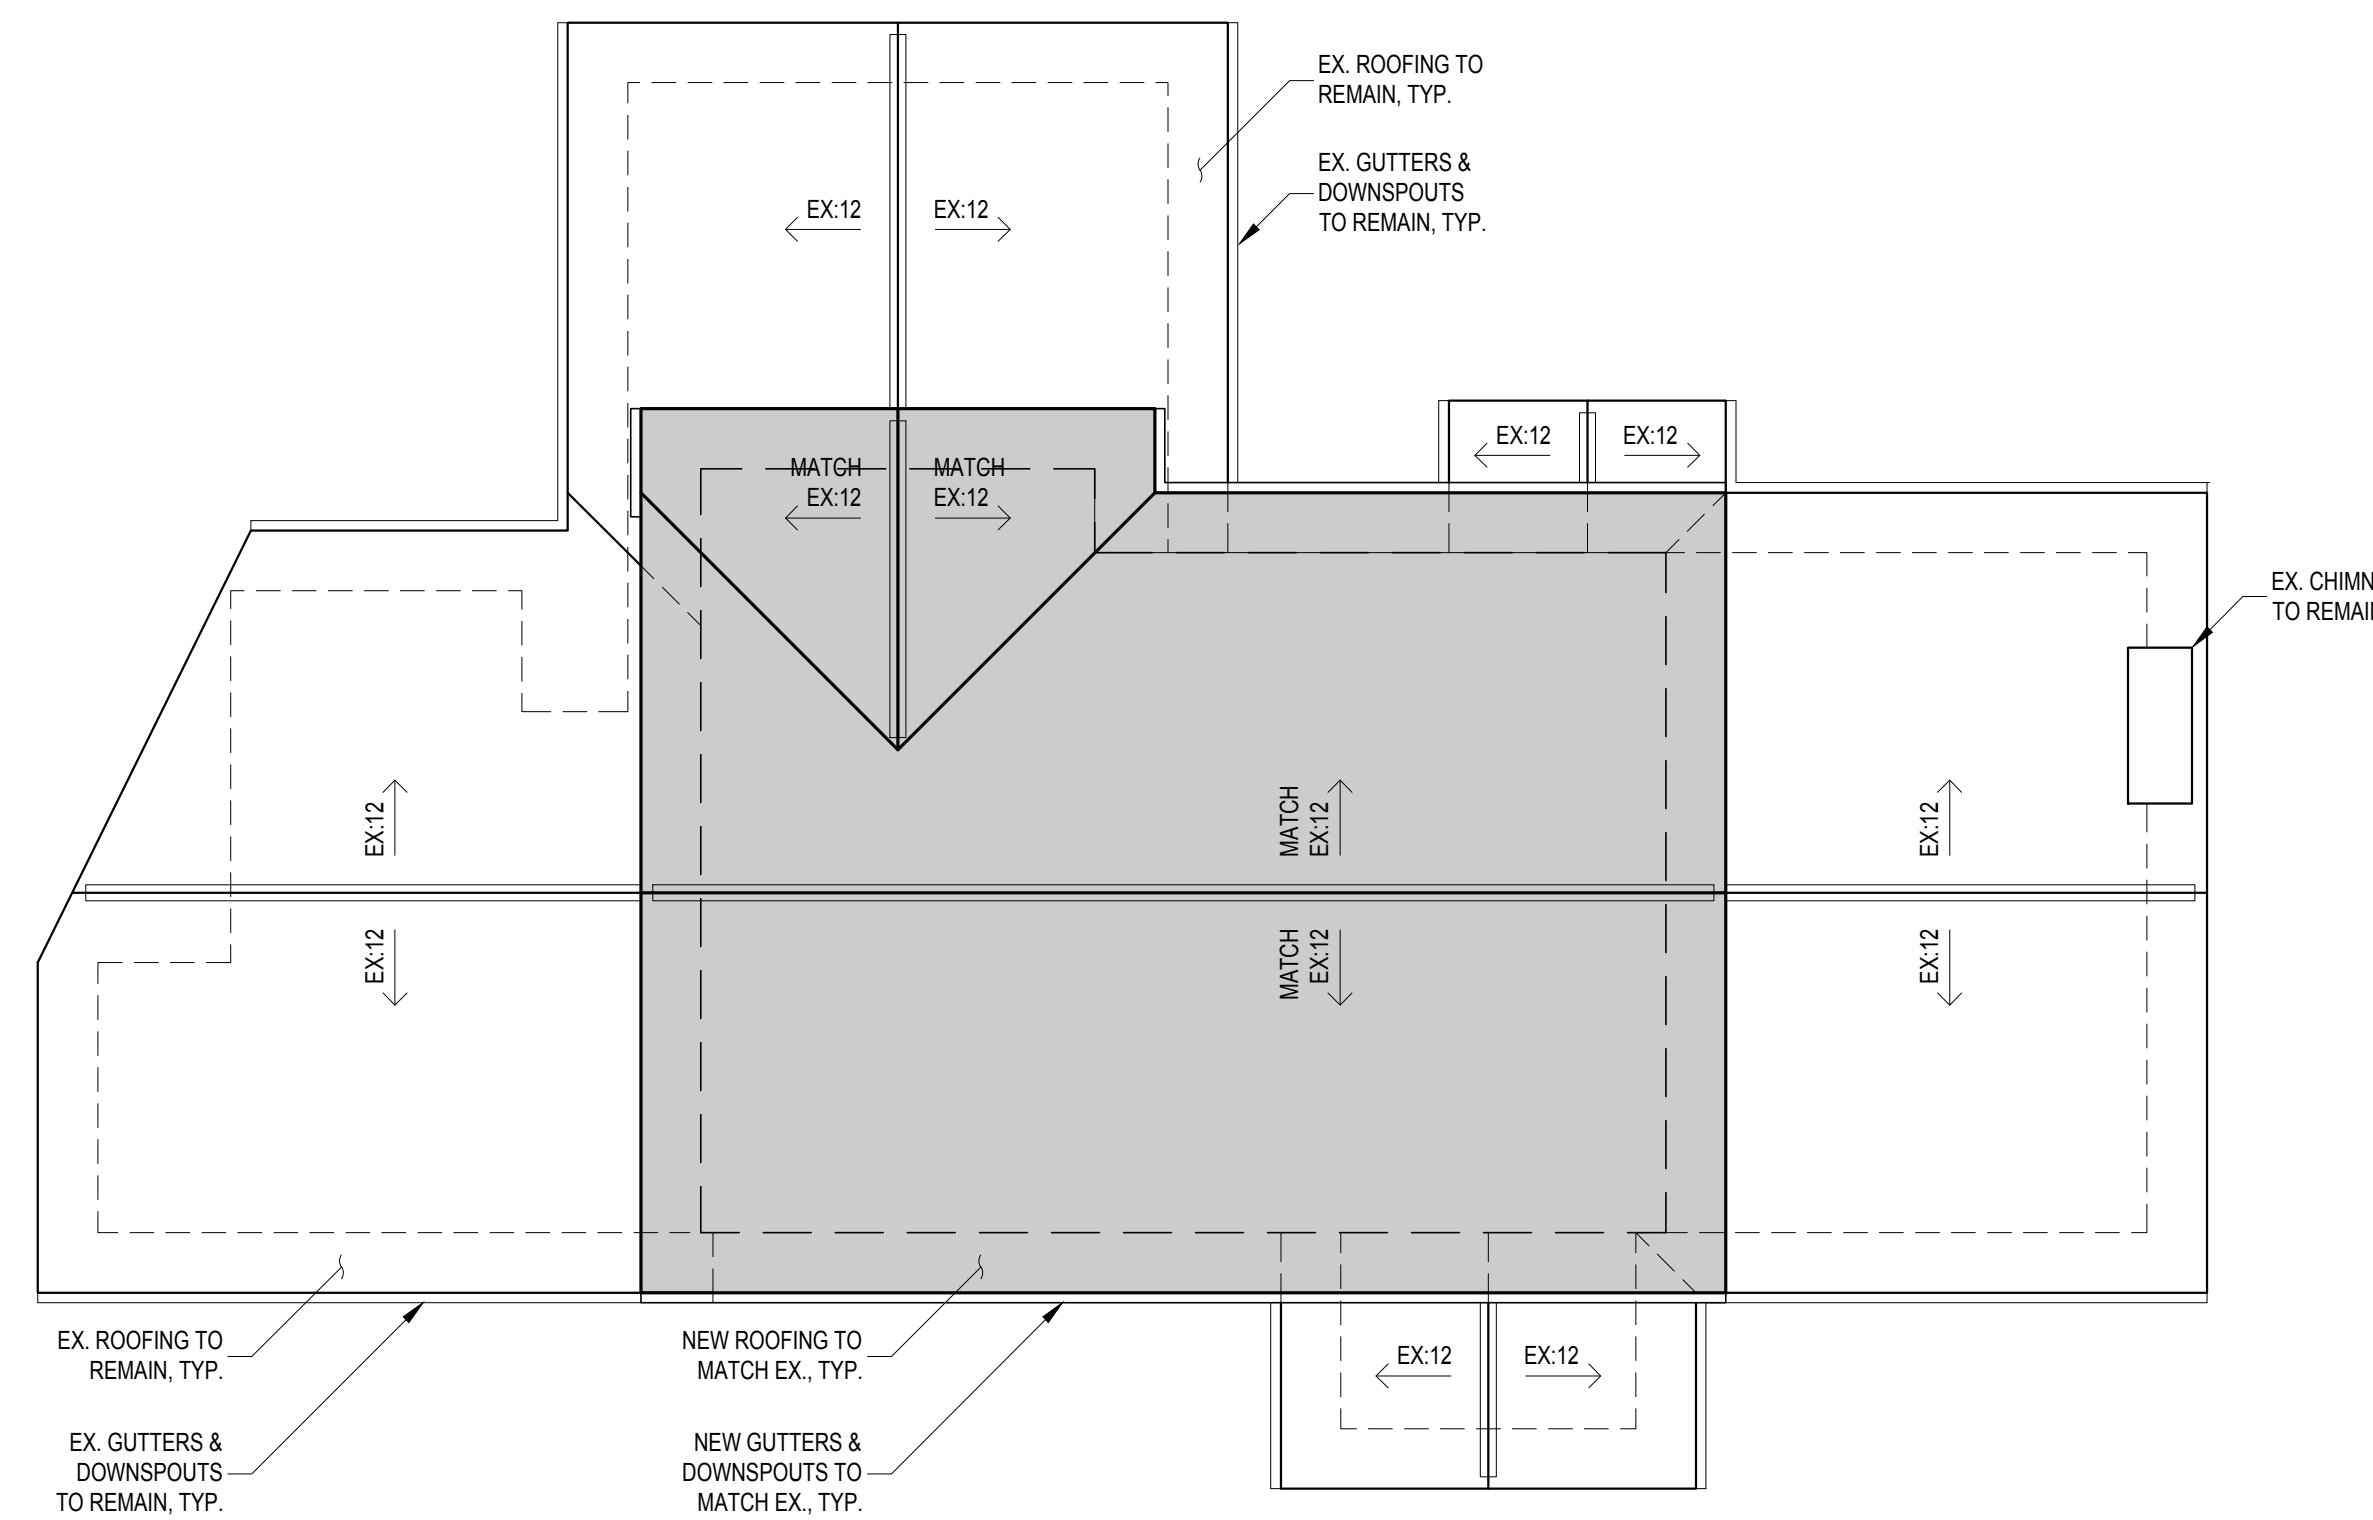 EX. ROOFING TO
REMAIN, TYP.
EX. GUTTERS &
DOWNSPOUTS
TO REMAIN, TYP.
EX:12
EX:12
EX:12
EX:12
MATCH
EX:12
MATCH
EX:12
EX. CHIMN
TO REMAI
EX:12
MATCH
EX:12
EX:12
EX:12
MATCH
EX:12
EX:12
EX. ROOFING TO
REMAIN, TYP.
EX. GUTTERS &
DOWNSPOUTS
TO REMAIN, TYP.
NEW ROOFING TO
MATCH EX., TYP.
NEW GUTTERS &
DOWNSPOUTS TO
MATCH EX., TYP.
EX:12
EX:12